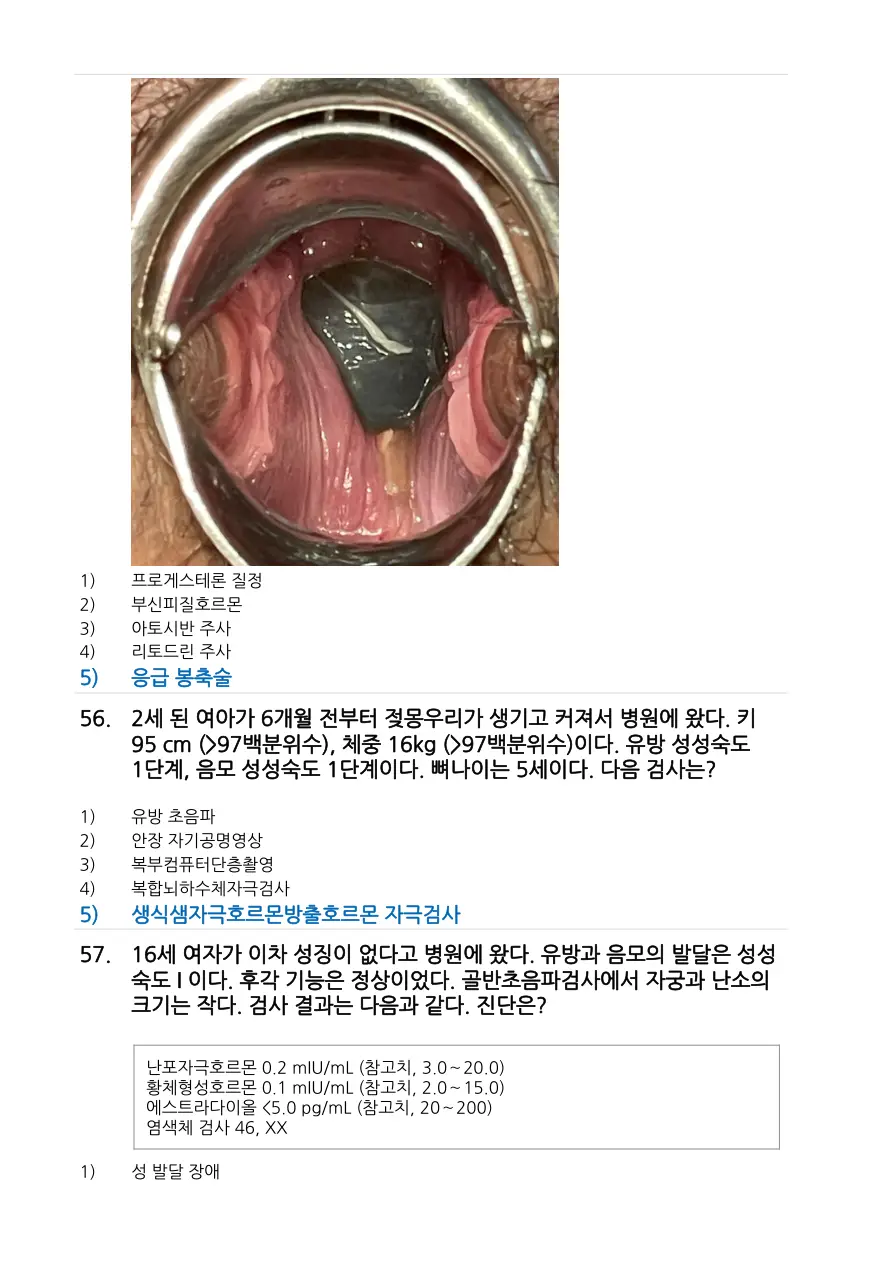 1) 프로게스테론 질정
2) 부신피질호르몬
3) 아토시반 주사
4) 리토드린 주사
5) 응급 봉축술
56. 2세 된 여아가 6개월 전부터 젖몽우리가 생기고 커져서 병원에 왔다. 키
95 cm (>97백분위수), 체중 16kg (>97백분위수)이다. 유방 성성숙도
1단계, 음모 성성숙도 1단계이다. 뼈나이는 5세이다. 다음 검사는?
1) 유방 초음파
2) 안장 자기공명영상
3) 복부컴퓨터단층촬영
4) 복합뇌하수체자극검사
5) 생식샘자극호르몬방출호르몬 자극검사
57. 16세 여자가 이차 성징이 없다고 병원에 왔다. 유방과 음모의 발달은 성성
숙도 I 이다. 후각 기능은 정상이었다. 골반초음파검사에서 자궁과 난소의
크기는 작다. 검사 결과는 다음과 같다. 진단은?
난포자극호르몬 0.2 mIU/mL (참고치, 3.0~20.0)
황체형성호르몬 0.1 mIU/mL (참고치, 2.0~15.0)
에스트라다이올 <5.0 pg/mL (참고치, 20~200)
염색체 검사 46, XX
1) 성 발달 장애